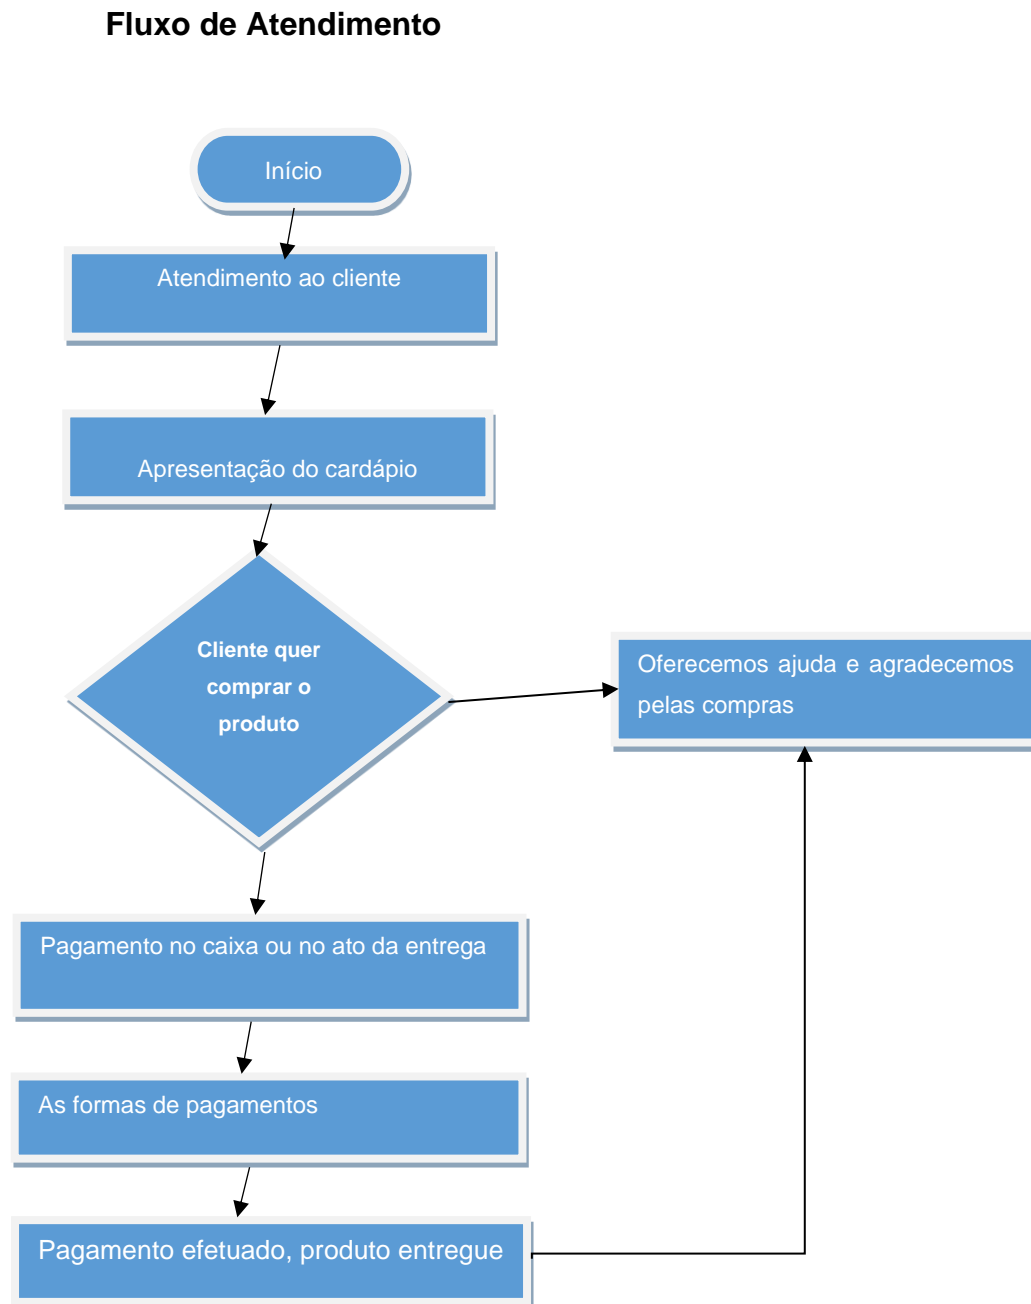 Fluxo de Atendimento
Início
Atendimento ao cliente
Apresentação do cardápio
Cliente quer
comprar o
produto
Oferecemos ajuda e agradecemos
pelas compras
Pagamento no caixa ou no ato da entrega
As formas de pagamentos
Pagamento efetuado, produto entregue